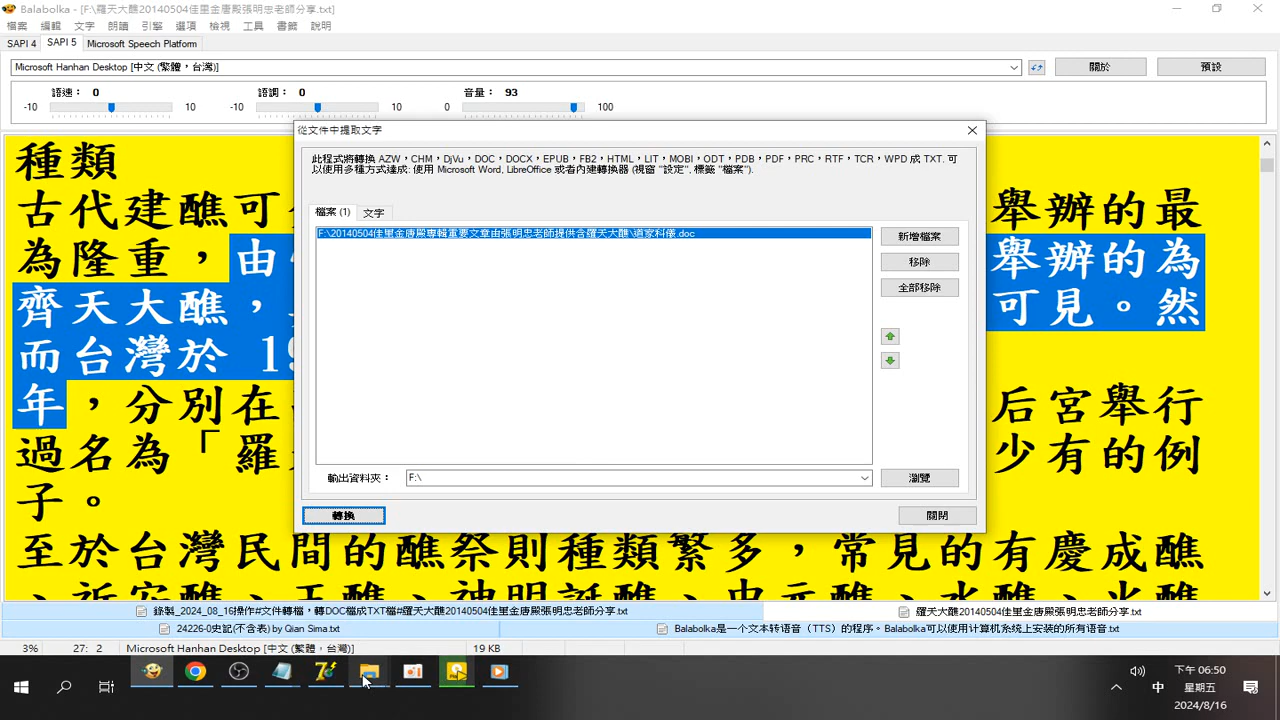 Balabolka - [F:\羅天大醮20140504佳里金唐殿張明忠老師分享.txt]
檔案 編輯 文字 朗讀 引擎 選項 檢視 工具 書籤 說明
SAPI 4 SAPI 5 Microsoft Speech Platform
Microsoft Hanhan Desktop [中文 (繁體，台灣)]
關於 預設
語速： 0 語調： 0 音量： 93
-10 10 -10 10 0 100
從文件中提取文字
此程式將轉換 AZW，CHM，DjVu，DOC，DOCX，EPUB，FB2，HTML，LIT，MOBI，ODT，PDB，PDF，PRC，RTF，TCR，WPD 成 TXT. 可
以使用多種方式達成: 使用 Microsoft Word, LibreOffice 或者內建轉換器 (視窗 "設定", 標籤 "檔案").
檔案 (1) 文字
F:\20140504佳里金唐殿專輯重要文章由張明忠老師提供含羅天大醮\道家科儀.doc
新增檔案
移除
全部移除
輸出資料夾： F:\ 瀏覽
轉換 關閉
種類
古代建醮可 舉辦的最
為隆重，由 舉辦的為
齊天大醮， 可見。然
而台灣於 19
年，分別在 后宮舉行
過名為「羅 少有的例
子。
至於台灣民間的醮祭則種類繁多，常見的有慶成醮
、祈安醮、王醮、神明誕醮、中元醮、水醮、火醮
錄製_2024_08_16操作#文件轉檔，轉DOC檔成TXT檔#羅天大醮20140504佳里金唐殿張明忠老師分享.txt
羅天大醮20140504佳里金唐殿張明忠老師分享.txt
24226-0史記(不含表) by Qian Sima.txt
Balabolka是一个文本转语音（TTS）的程序。Balabolka可以使用计算机系统上安装的所有语音.txt
3% 27: 2 Microsoft Hanhan Desktop [中文 (繁體，台灣)] 19 KB
下午 06:50
中 星期五
2024/8/16